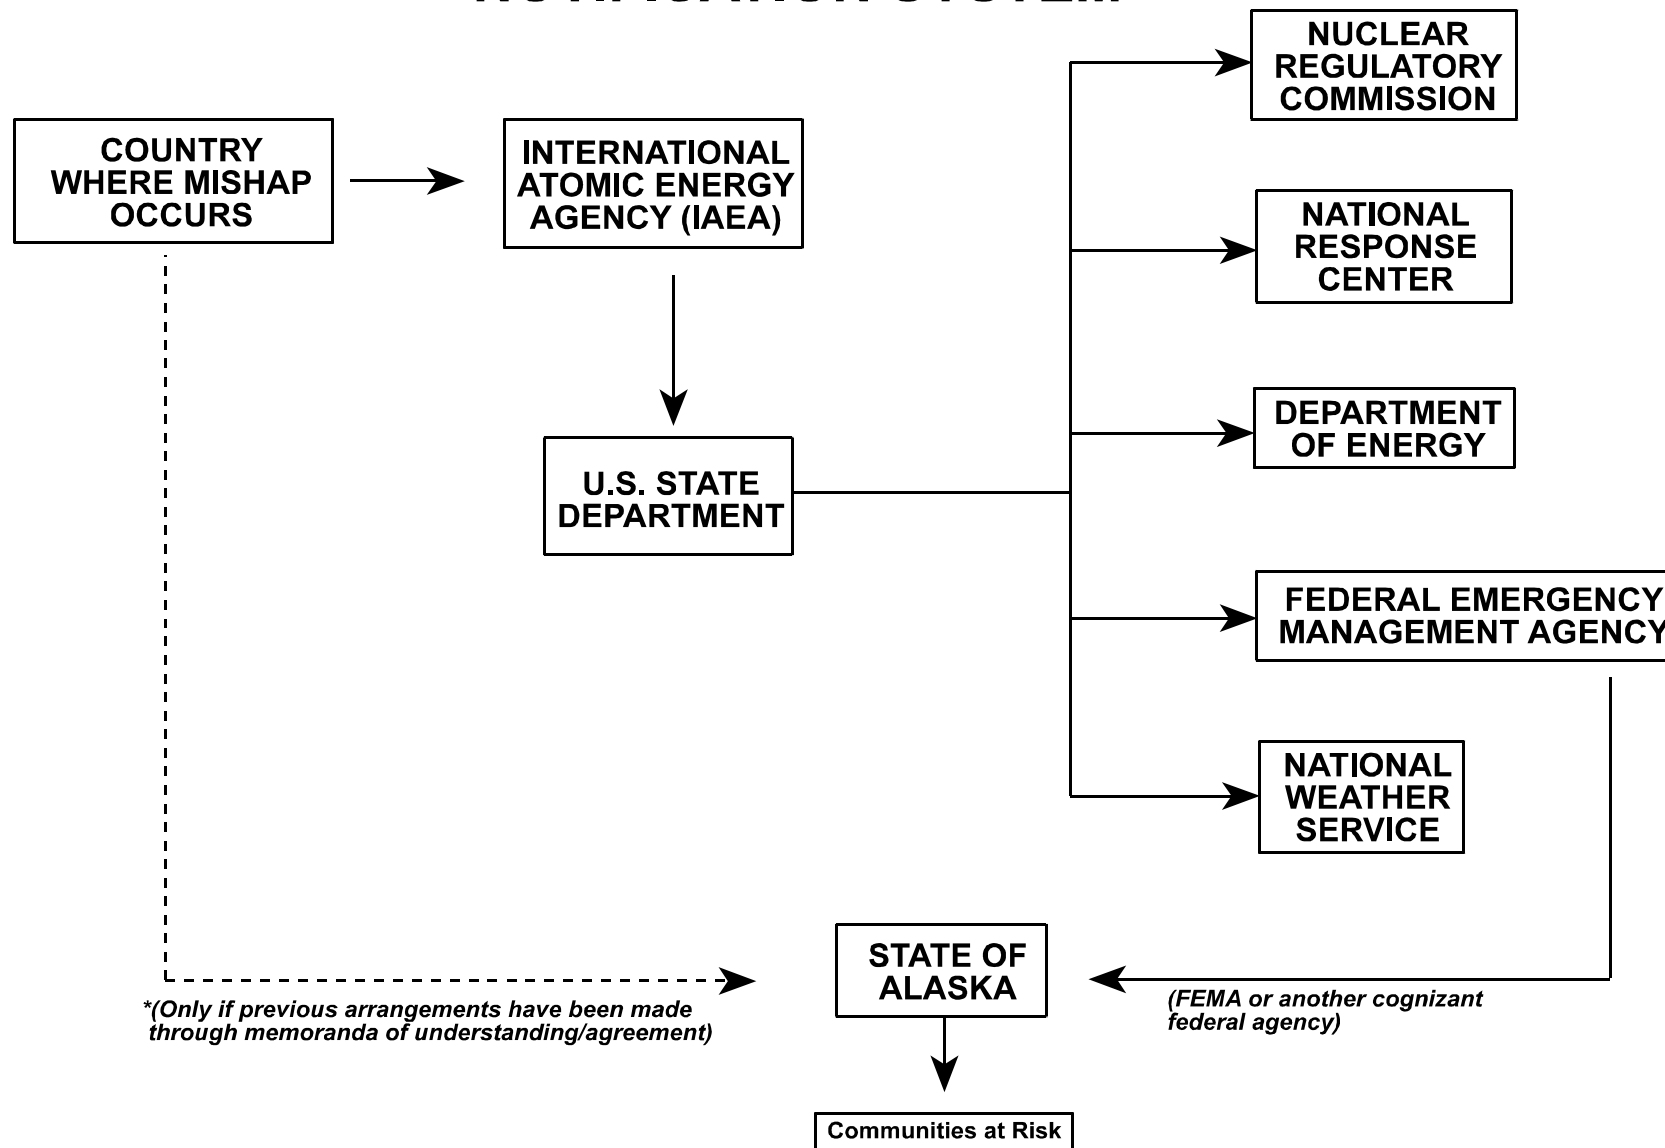 NOTIFICATION SYSTEM
NUCLEAR
REGULATORY
COMMISSION
COUNTRY
WHERE MISHAP
OCCURS
INTERNATIONAL
ATOMIC ENERGY
AGENCY (IAEA)
NATIONAL
RESPONSE
CENTER
DEPARTMENT
OF ENERGY
U.S. STATE
DEPARTMENT
FEDERAL EMERGENCY
MANAGEMENT AGENCY
NATIONAL
WEATHER
SERVICE
STATE OF
ALASKA
*(Only if previous arrangements have been made
through memoranda of understanding/agreement)
(FEMA or another cognizant
federal agency)
Communities at Risk